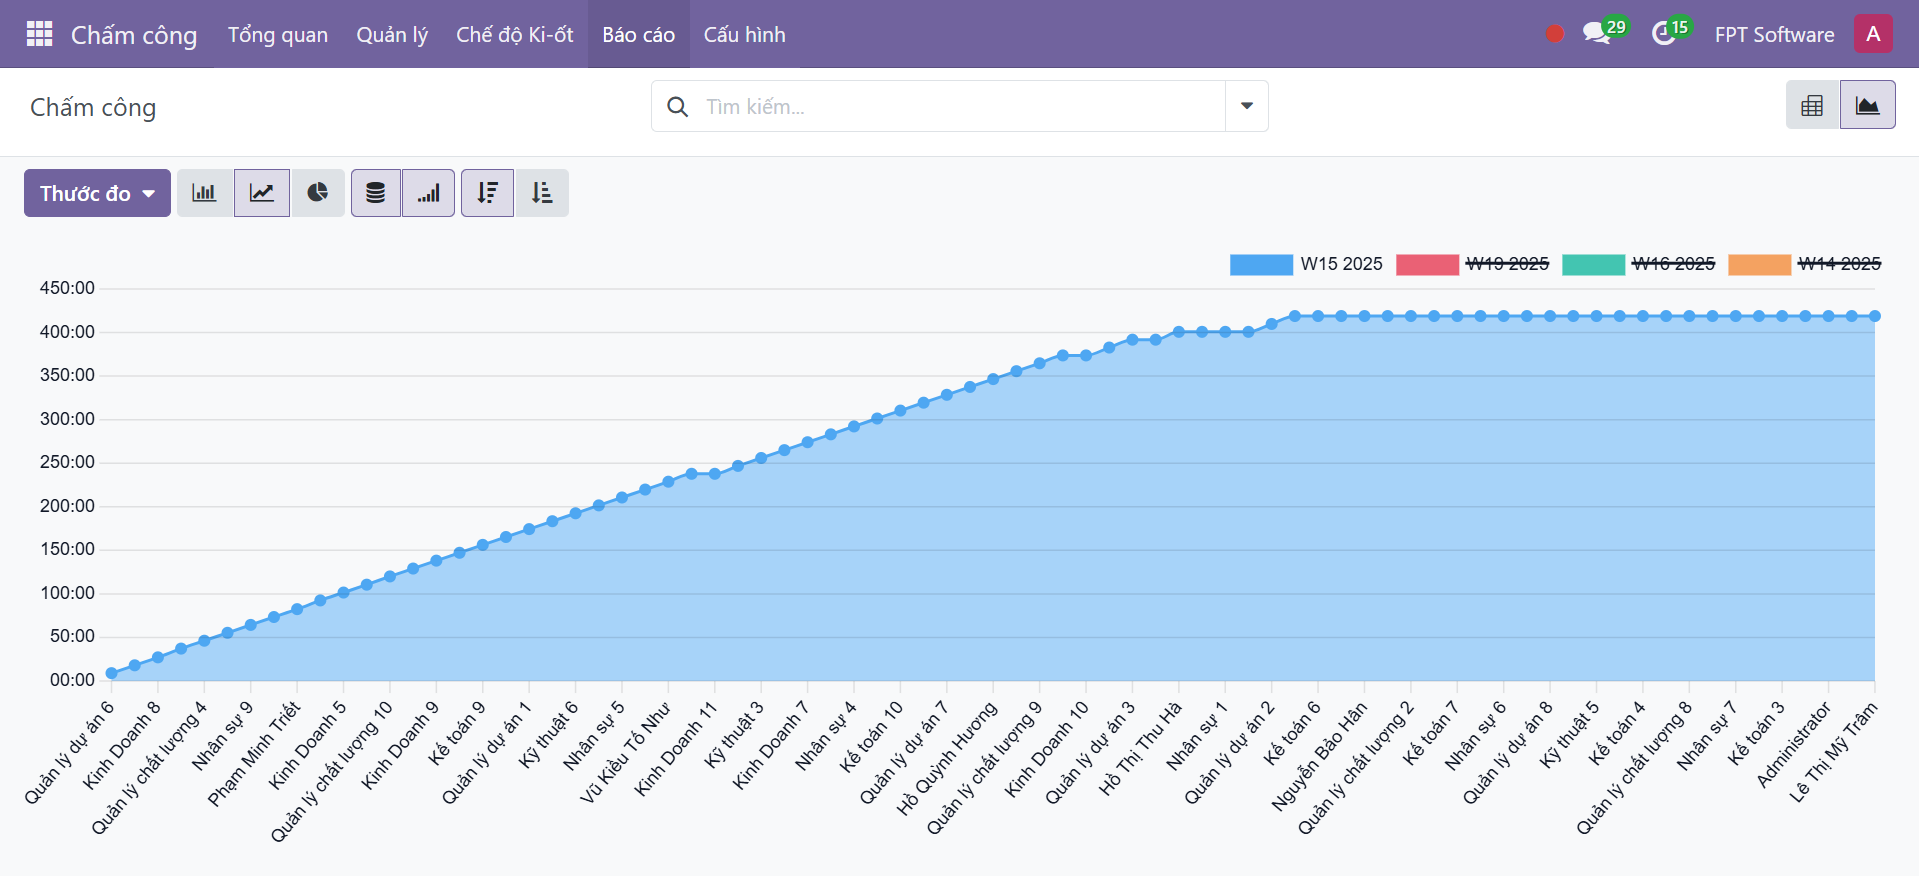 Chấm công Tổng quan Quản lý Chế độ Ki-ốt Báo cáo Cấu hình 29 15 FPT Software A
Chấm công Tìm kiếm...
Thước đo
W15 2025 W19 2025 W16 2025 W14 2025
450:00
400:00
350:00
300:00
250:00
200:00
150:00
100:00
50:00
00:00
Quản lý dự án 6
Kinh Doanh 8
Quản lý chất lượng 4
Nhân sự 9
Phạm Minh Triết
Kinh Doanh 5
Quản lý chất lượng 10
Kinh Doanh 9
Kế toán 9
Quản lý dự án 1
Kỹ thuật 6
Nhân sự 5
Vũ Kiều Tố Như
Kinh Doanh 11
Kỹ thuật 3
Kinh Doanh 7
Nhân sự 4
Kế toán 10
Quản lý dự án 7
Hồ Quỳnh Hương
Quản lý chất lượng 9
Kinh Doanh 10
Quản lý dự án 3
Hồ Thị Thu Hà
Nhân sự 1
Quản lý dự án 2
Kế toán 6
Nguyễn Bảo Hân
Quản lý chất lượng 2
Kế toán 7
Nhân sự 6
Quản lý dự án 8
Kỹ thuật 5
Kế toán 4
Quản lý chất lượng 8
Nhân sự 7
Kế toán 3
Administrator
Lê Thị Mỹ Trâm